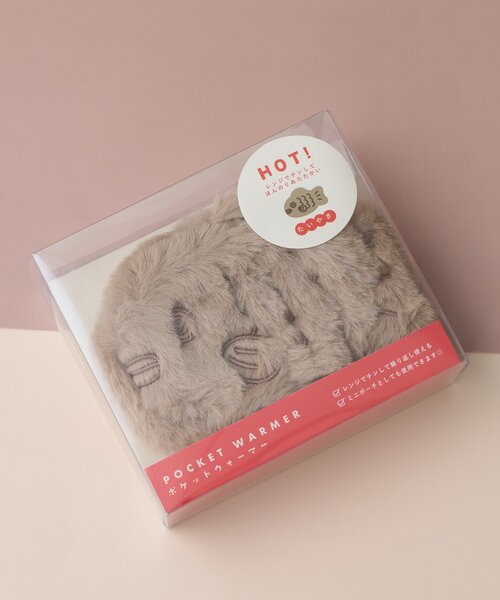 HOT!
レンジでチンして
ほんのりあたたかい
たいやき
☑ レンジでチンして繰り返し使える
☑ ミニポーチとしても使用できます◎
POCKET WARMER
ポケットウォーマー